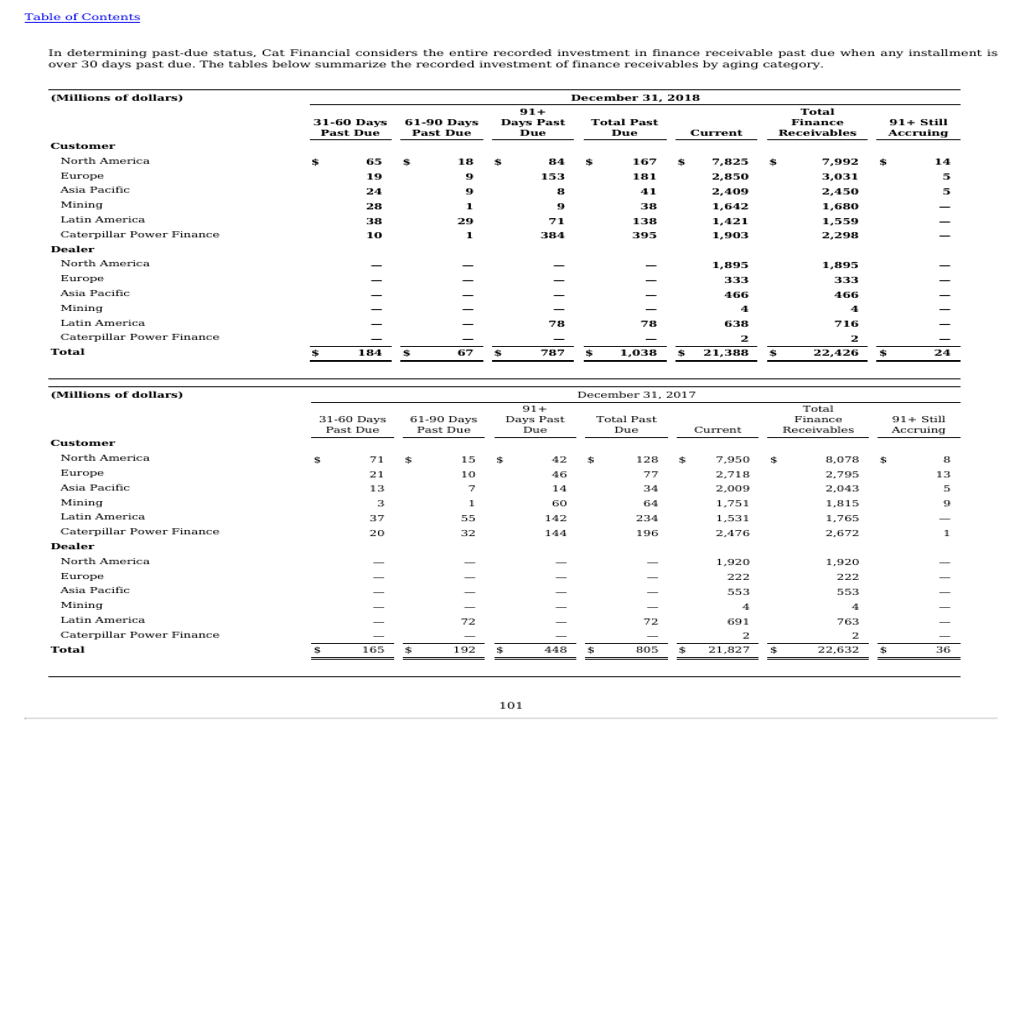 Table of Contents
In determining past-due status, Cat Financial considers the entire recorded investment in finance receivable past due when any installment is
over 30 days past due. The tables below summarize the recorded investment of finance receivables by aging category.
(Millions of dollars) December 31, 2018
31-60 Days Past Due 61-90 Days Past Due 91+ Days Past Due Total Past Due Current Total Finance Receivables 91+ Still Accruing
Customer
North America $ 65 $ 18 $ 84 $ 167 $ 7,825 $ 7,992 $ 14
Europe 19 9 153 181 2,850 3,031 5
Asia Pacific 24 9 8 41 2,409 2,450 5
Mining 28 1 9 38 1,642 1,680 —
Latin America 38 29 71 138 1,421 1,559 —
Caterpillar Power Finance 10 1 384 395 1,903 2,298 —
Dealer
North America — — — — 1,895 1,895 —
Europe — — — — 333 333 —
Asia Pacific — — — — 466 466 —
Mining — — — — 4 4 —
Latin America — — 78 78 638 716 —
Caterpillar Power Finance — — — — 2 2 —
Total $ 184 $ 67 $ 787 $ 1,038 $ 21,388 $ 22,426 $ 24
(Millions of dollars) December 31, 2017
31-60 Days Past Due 61-90 Days Past Due 91+ Days Past Due Total Past Due Current Total Finance Receivables 91+ Still Accruing
Customer
North America $ 71 $ 15 $ 42 $ 128 $ 7,950 $ 8,078 $ 8
Europe 21 10 46 77 2,718 2,795 13
Asia Pacific 13 7 14 34 2,009 2,043 5
Mining 3 1 60 64 1,751 1,815 9
Latin America 37 55 142 234 1,531 1,765 —
Caterpillar Power Finance 20 32 144 196 2,476 2,672 1
Dealer
North America — — — — 1,920 1,920 —
Europe — — — — 222 222 —
Asia Pacific — — — — 553 553 —
Mining — — — — 4 4 —
Latin America — 72 — 72 691 763 —
Caterpillar Power Finance — — — — 2 2 —
Total $ 165 $ 192 $ 448 $ 805 $ 21,827 $ 22,632 $ 36
101